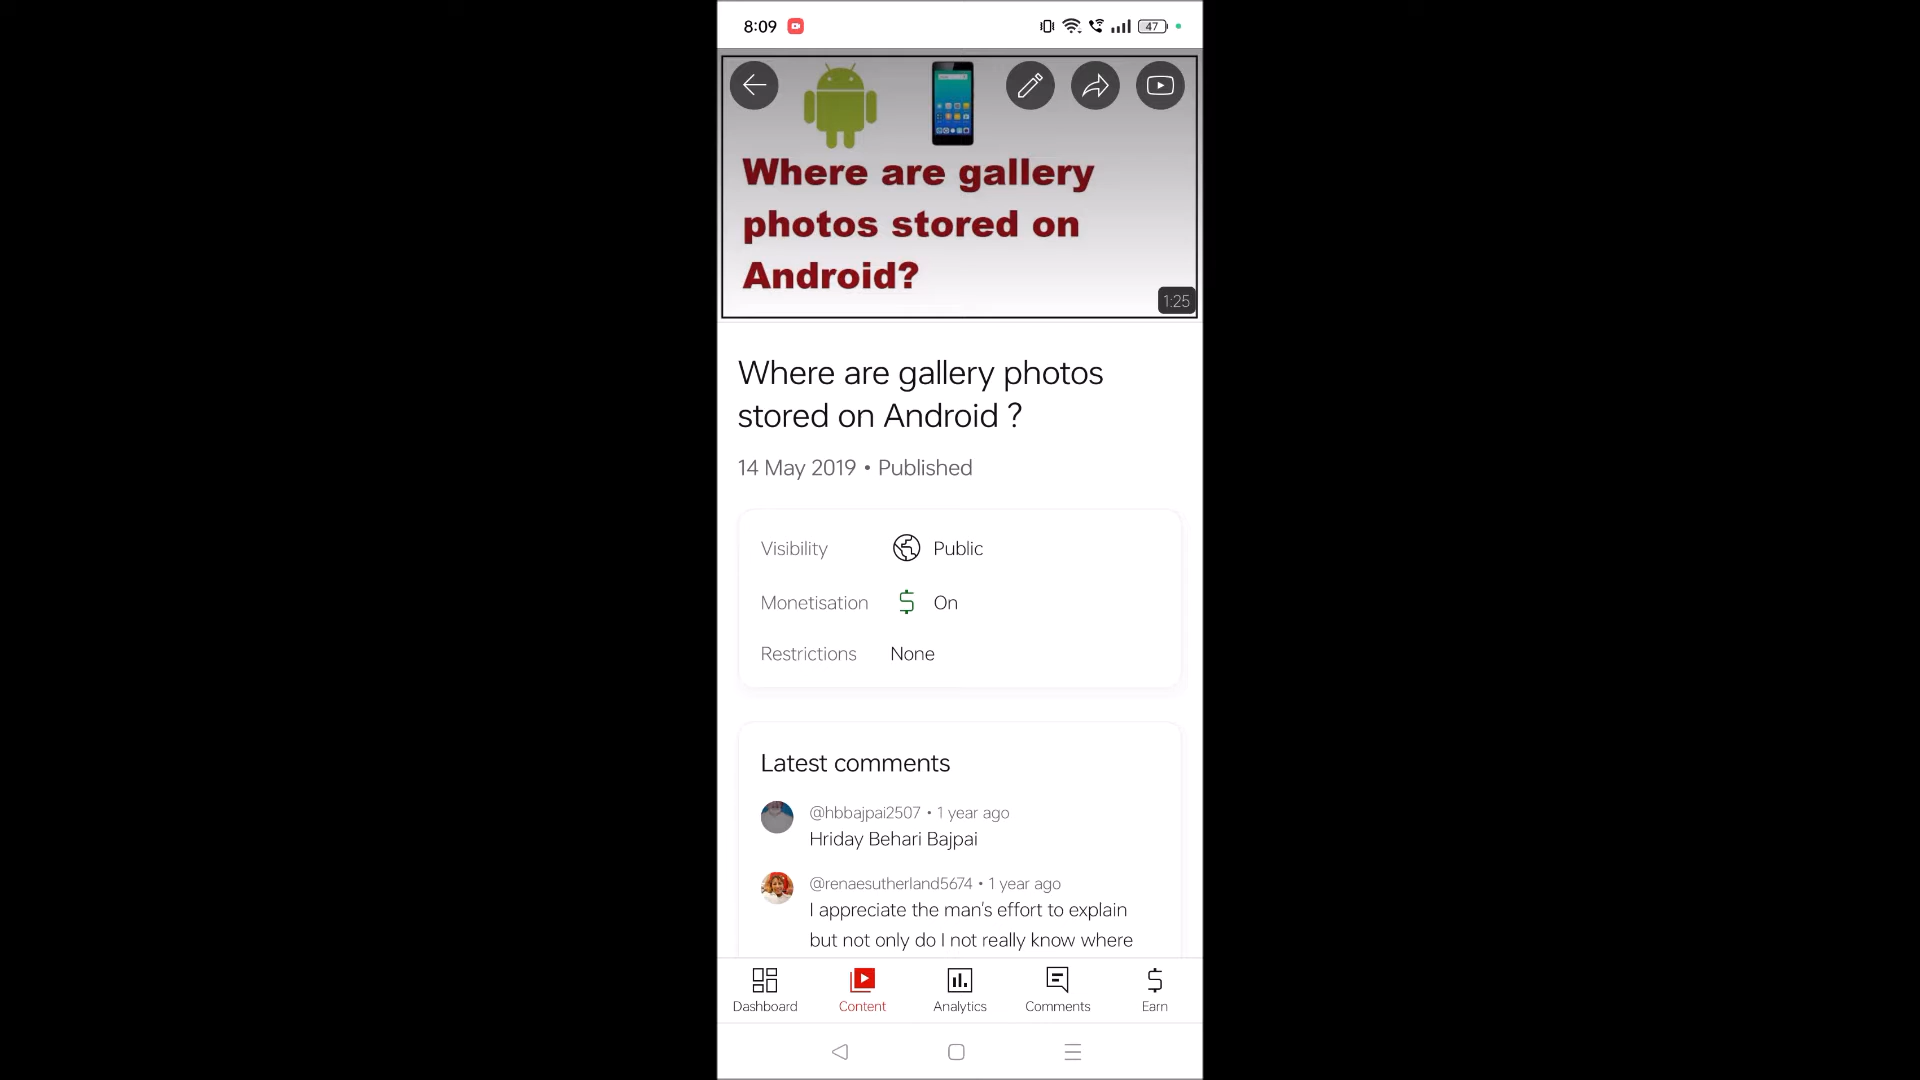 8:09
47
Where are gallery
photos stored on
Android?
1:25
Where are gallery photos
stored on Android ?
14 May 2019 • Published
Visibility Public
Monetisation On
Restrictions None
Latest comments
@hbbajpai2507 • 1 year ago
Hriday Behari Bajpai
@renaesutherland5674 • 1 year ago
I appreciate the man's effort to explain
but not only do I not really know where
Dashboard Content Analytics Comments Earn